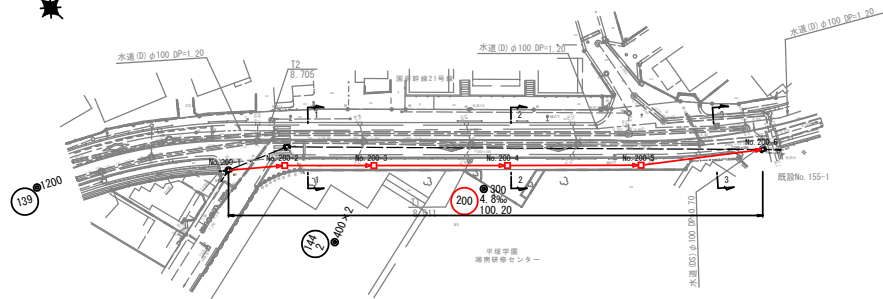 水道(D) φ100 DP=1.20
水道(D) φ100 DP=1.20
水道(D) φ100 DP=1.20
T2
8.705
国府幹線21号線
1
2
3
No.200-1
No.200-2
No.200-3
No.200-4
No.200-5
No.200-6
既設No.155-1
139
1200
200
300
4.8‰
100.20
1
2
3
T1
8.611
144
2
400×2
平塚学園
湘南研修センター
水道(DS) φ100 DP=0.70